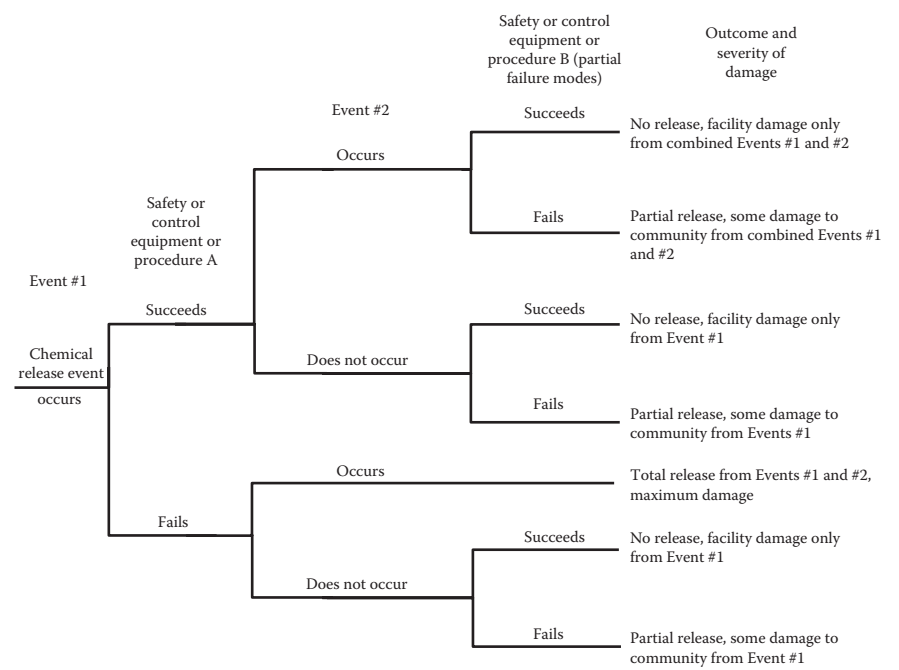 Safety or control
equipment or
procedure B (partial
failure modes)
Outcome and
severity of
damage
Event #2
Succeeds
No release, facility damage only
from combined Events #1 and #2
Occurs
Safety or
control
equipment or
procedure A
Fails
Partial release, some damage to
community from combined Events #1
and #2
Event #1
Succeeds
Succeeds
No release, facility damage only
from Event #1
Chemical
release event
occurs
Does not occur
Fails
Partial release, some damage to
community from Events #1
Occurs
Total release from Events #1 and #2,
maximum damage
Fails
Succeeds
No release, facility damage only
from Event #1
Does not occur
Fails
Partial release, some damage to
community from Event #1